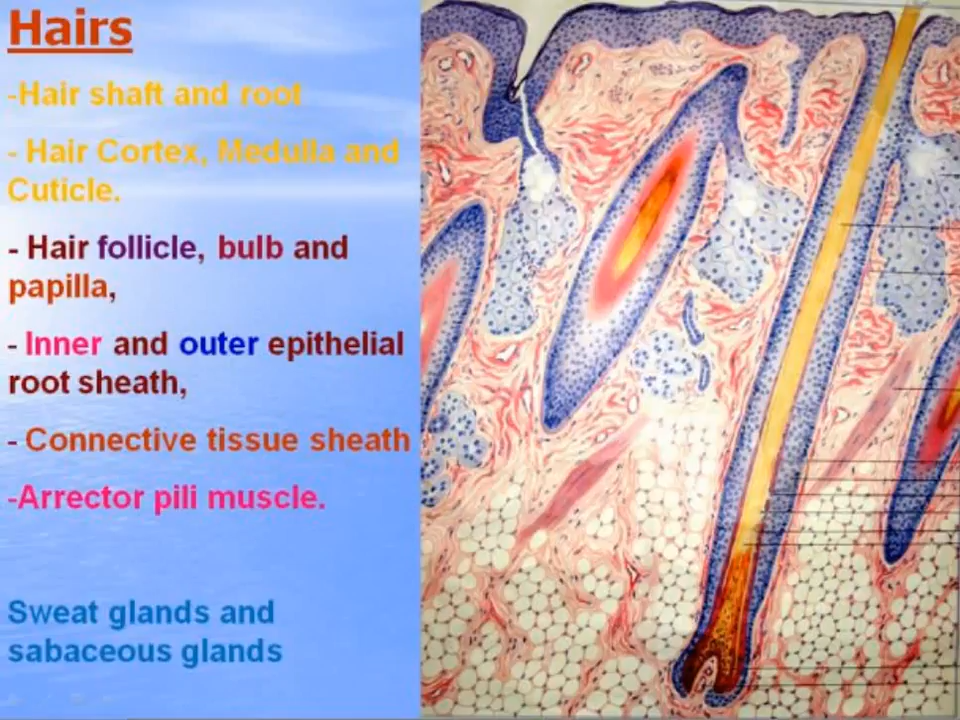 Hairs
-Hair shaft and root
- Hair Cortex, Medulla and
Cuticle.
- Hair follicle, bulb and
papilla,
- Inner and outer epithelial
root sheath,
- Connective tissue sheath
-Arrector pili muscle.
Sweat glands and
sabaceous glands